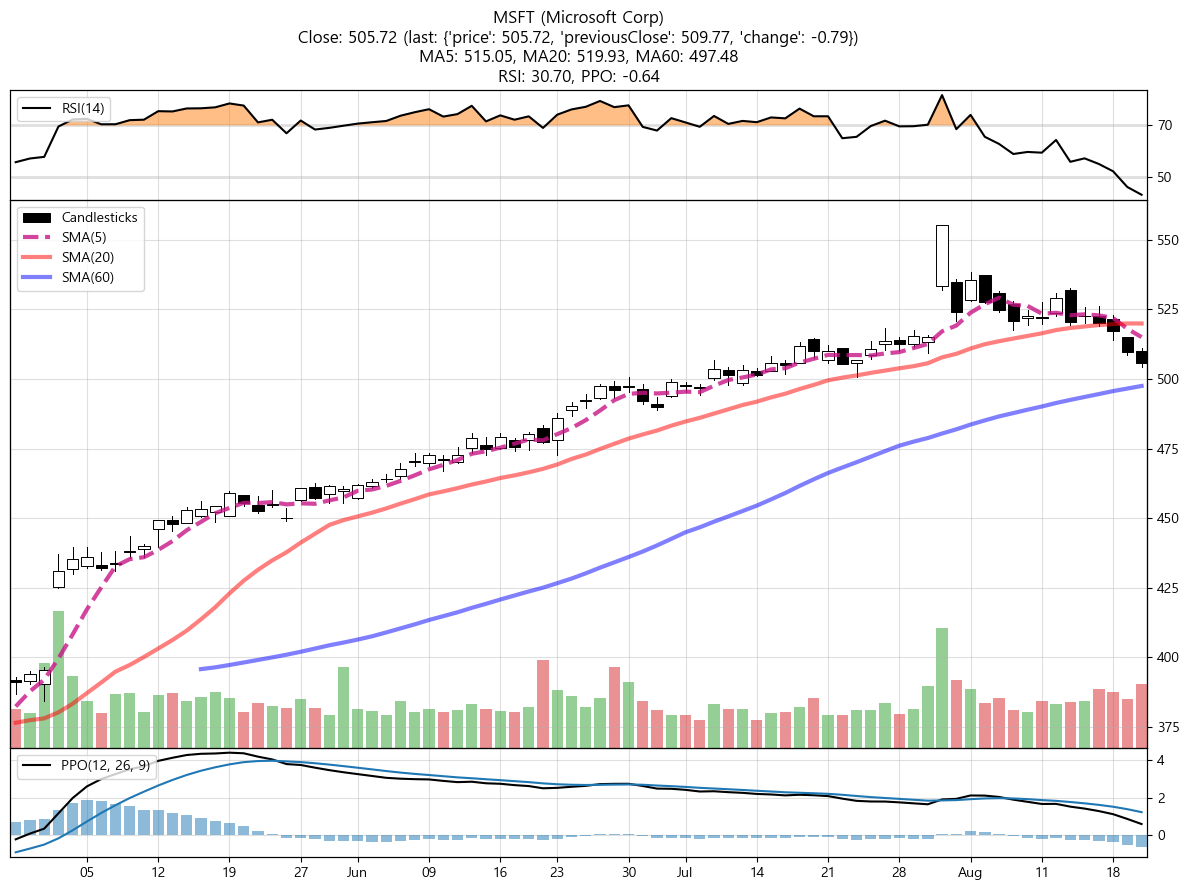 MSFT (Microsoft Corp)
Close: 505.72 (last: {'price': 505.72, 'previousClose': 509.77, 'change': -0.79})
MA5: 515.05, MA20: 519.93, MA60: 497.48
RSI: 30.70, PPO: -0.64
RSI(14)
70
50
Candlesticks
SMA(5)
SMA(20)
SMA(60)
550
525
500
475
450
425
400
375
PPO(12, 26, 9)
4
2
0
05 12 19 27 Jun 09 16 23 30 Jul 14 21 28 Aug 11 18